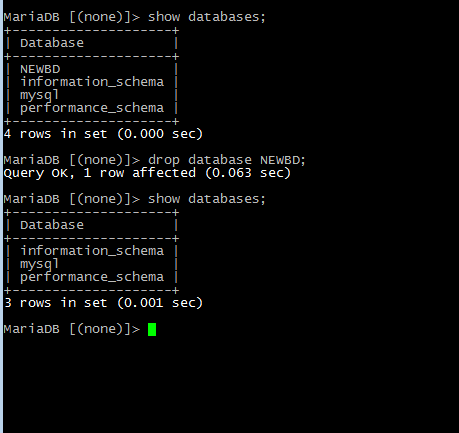 MariaDB [(none)]> show databases;
+--------------------+
| Database           |
+--------------------+
| NEWBD              |
| information_schema |
| mysql              |
| performance_schema |
+--------------------+
4 rows in set (0.000 sec)
MariaDB [(none)]> drop database NEWBD;
Query OK, 1 row affected (0.063 sec)
MariaDB [(none)]> show databases;
+--------------------+
| Database           |
+--------------------+
| information_schema |
| mysql              |
| performance_schema |
+--------------------+
3 rows in set (0.001 sec)
MariaDB [(none)]>